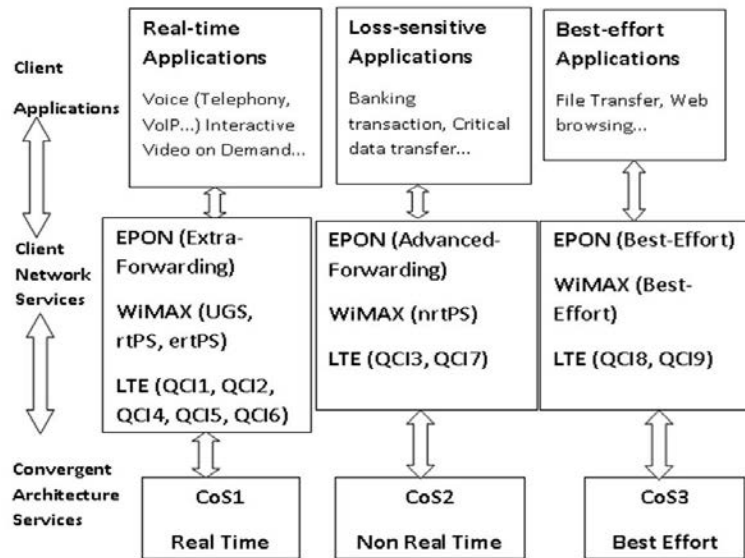 Client
Applications
Real-time
Applications
Voice (Telephony,
VoIP...) Interactive
Video on Demand...
Loss-sensitive
Applications
Banking
transaction, Critical
data transfer...
Best-effort
Applications
File Transfer, Web
browsing...
Client
Network
Services
EPON (Extra-
Forwarding)
WiMAX (UGS,
rtPS, ertPS)
LTE (QCI1, QCI2,
QCI4, QCI5, QCI6)
EPON (Advanced-
Forwarding)
WiMAX (nrtPS)
LTE (QCI3, QCI7)
EPON (Best-Effort)
WiMAX (Best-
Effort)
LTE (QCI8, QCI9)
Convergent
Architecture
Services
CoS1
Real Time
CoS2
Non Real Time
CoS3
Best Effort